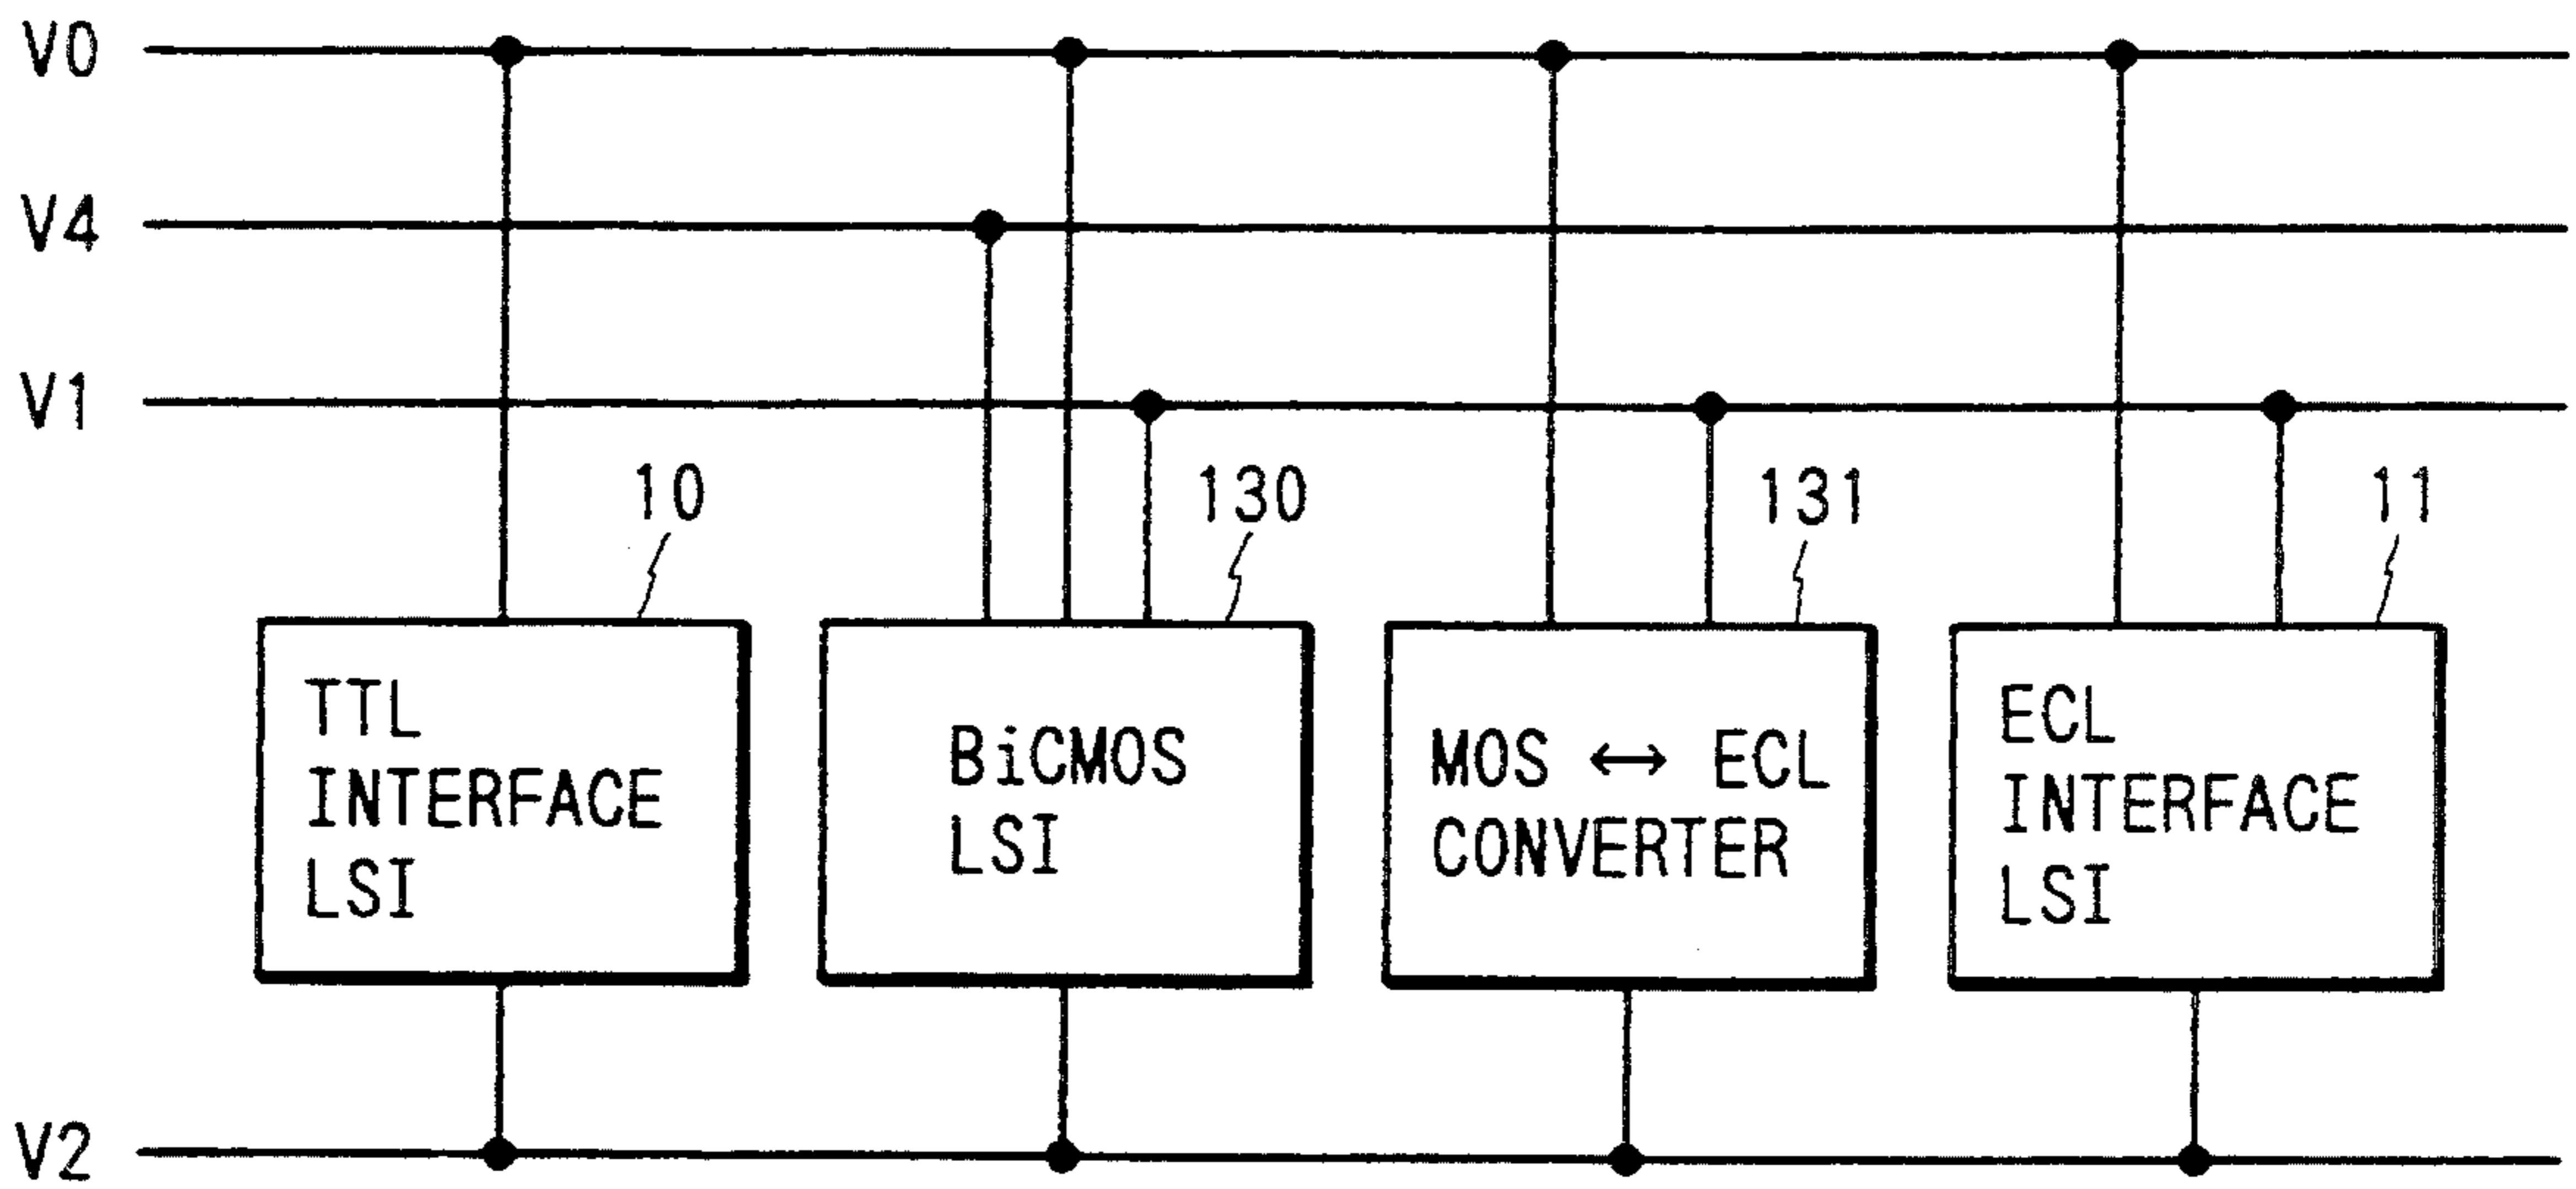 V0
V4
V1
10
130
131
11
TTL
INTERFACE
LSI
BiCMOS
LSI
MOS ↔ ECL
CONVERTER
ECL
INTERFACE
LSI
V2